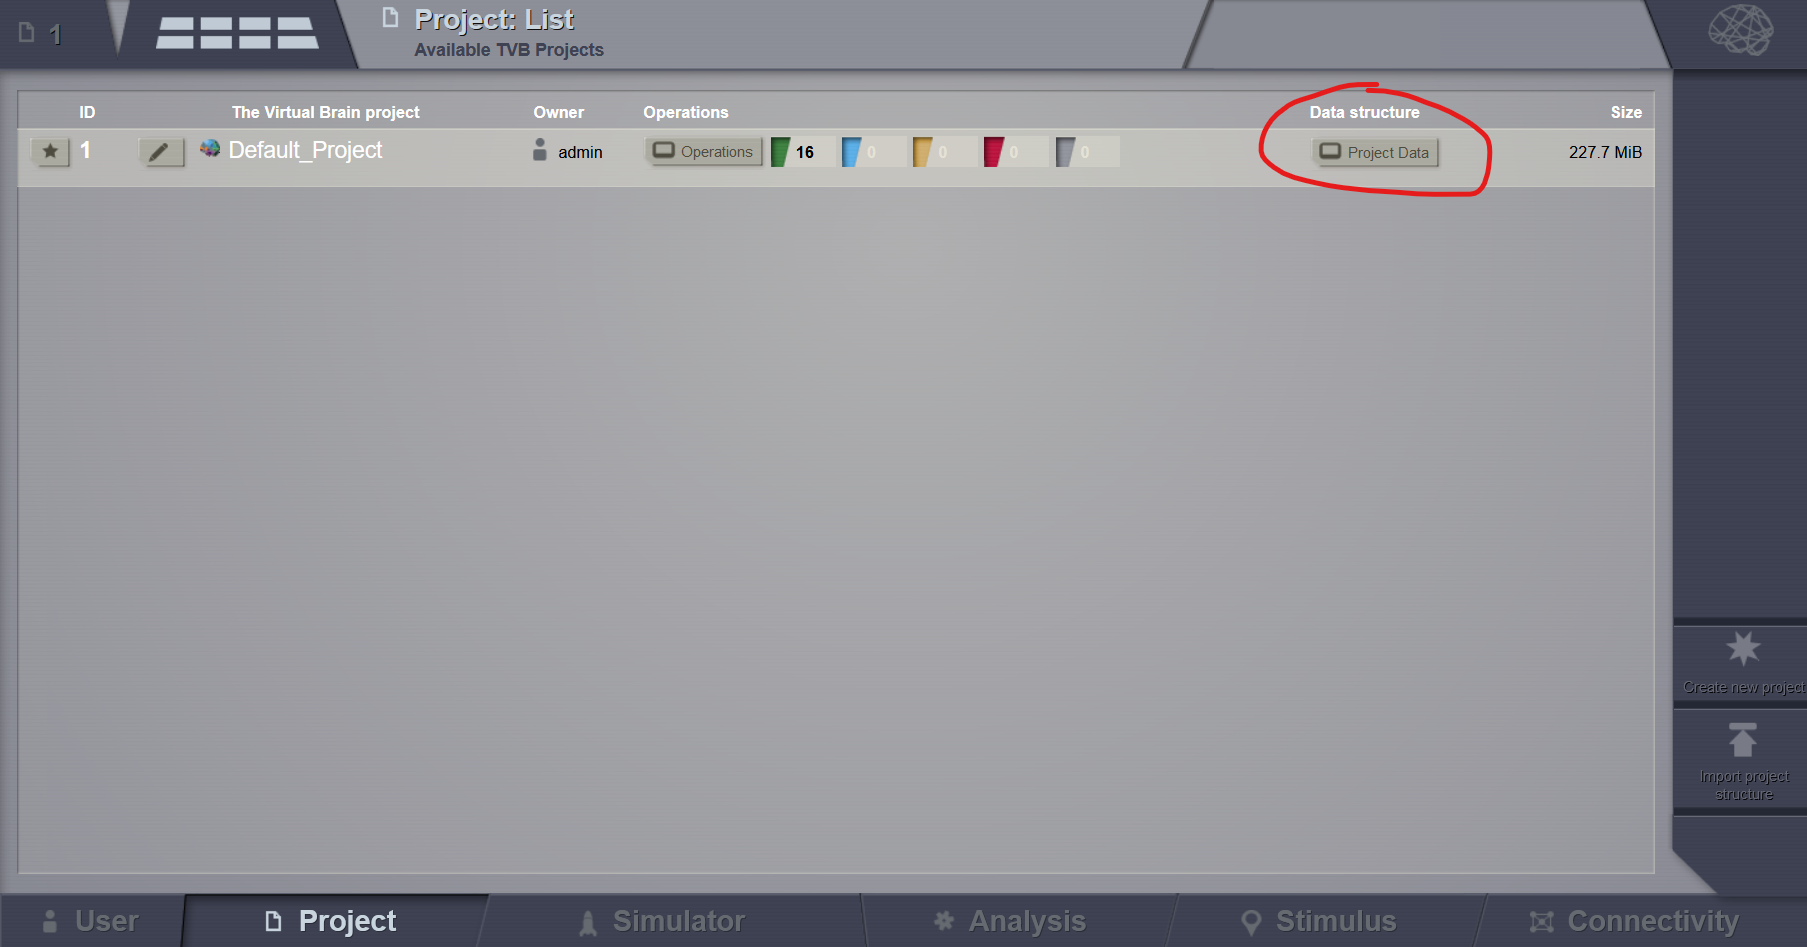 1
Project: List
Available TVB Projects
ID The Virtual Brain project Owner Operations Data structure Size
1 Default_Project admin Operations 16 0 0 0 0 Project Data 227.7 MiB
Create new project
Import project
structure
User Project Simulator Analysis Stimulus Connectivity